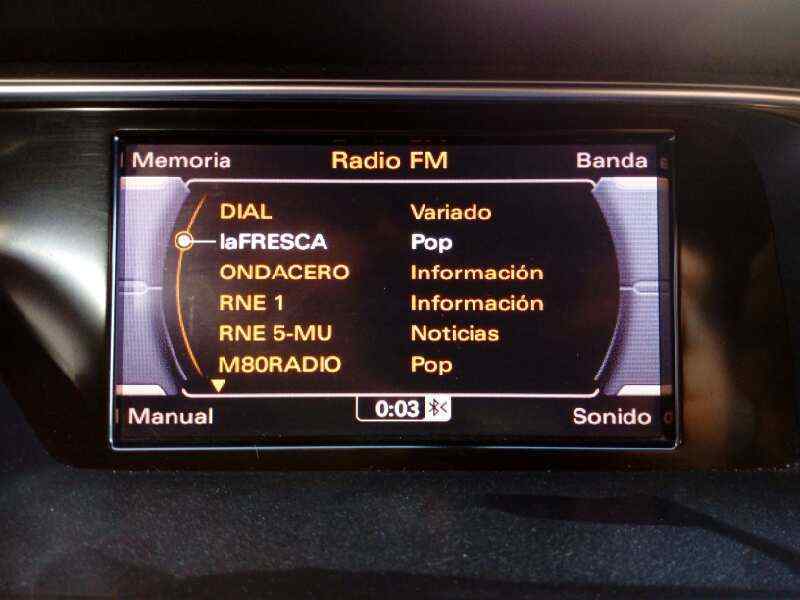 Memoria Radio FM Banda
DIAL Variado
laFRESCA Pop
ONDACERO Información
RNE 1 Información
RNE 5-MU Noticias
M80RADIO Pop
Manual 0:03 Sonido